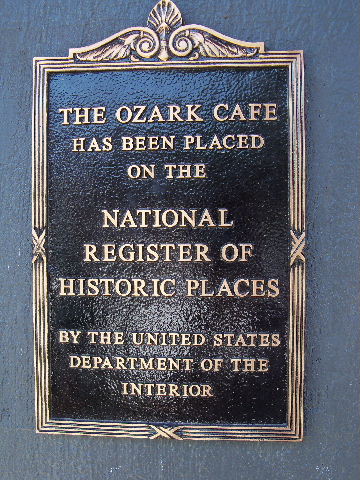 THE OZARK CAFE
HAS BEEN PLACED
ON THE
NATIONAL
REGISTER OF
HISTORIC PLACES
BY THE UNITED STATES
DEPARTMENT OF THE
INTERIOR